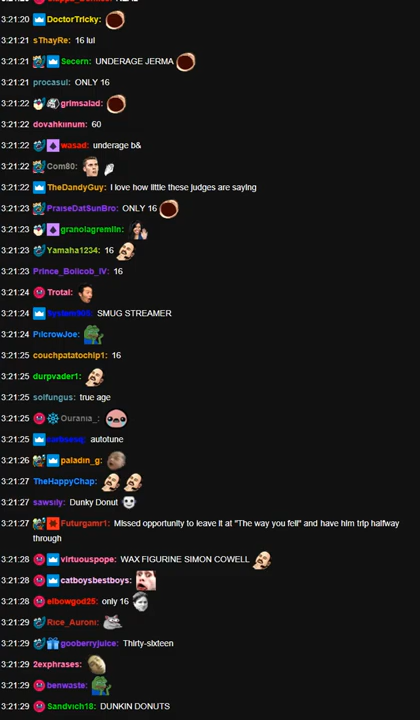 3:21:20 DoctorTricky:
3:21:21 sThayRe: 16 lul
3:21:21 Secern: UNDERAGE JERMA
3:21:21 procasul: ONLY 16
3:21:22 grimsalad:
3:21:22 dovahkiinum: 60
3:21:22 wasad: underage b&
3:21:22 Com80:
3:21:22 TheDandyGuy: I love how little these judges are saying
3:21:23 PraiseDatSunBro: ONLY 16
3:21:23 granolagremlin:
3:21:23 Yamaha1234: 16
3:21:23 Prince_Bolicob_IV: 16
3:21:24 Trotal:
3:21:24 SMUG STREAMER
3:21:24 PilcrowJoe:
3:21:25 couchpatatochip1: 16
3:21:25 durpvader1:
3:21:25 solfungus: true age
3:21:25 Ourania_:
3:21:25 autotune
3:21:26 paladin_g:
3:21:27 TheHappyChap:
3:21:27 sawsily: Dunky Donut
3:21:27 Futurgamr1: Missed opportunity to leave it at "The way you fell" and have him trip halfway
through
3:21:28 virtuouspope: WAX FIGURINE SIMON COWELL
3:21:28 catboysbestboys:
3:21:28 elbowgod25: only 16
3:21:29 Rice_Auroni:
3:21:29 gooberryjuice: Thirty-sixteen
3:21:29 2exphrases:
3:21:29 benwaste:
3:21:29 Sandvich18: DUNKIN DONUTS